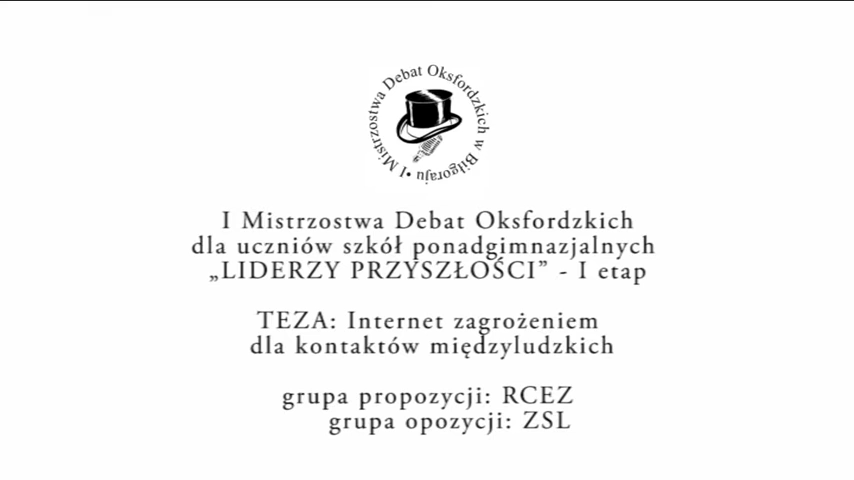 I Mistrzostwa Debat Oksfordzkich w Biłgoraju •
I Mistrzostwa Debat Oksfordzkich
dla uczniów szkół ponadgimnazjalnych
„LIDERZY PRZYSZŁOŚCI” - I etap
TEZA: Internet zagrożeniem
dla kontaktów międzyludzkich
grupa propozycji: RCEZ
grupa opozycji: ZSL